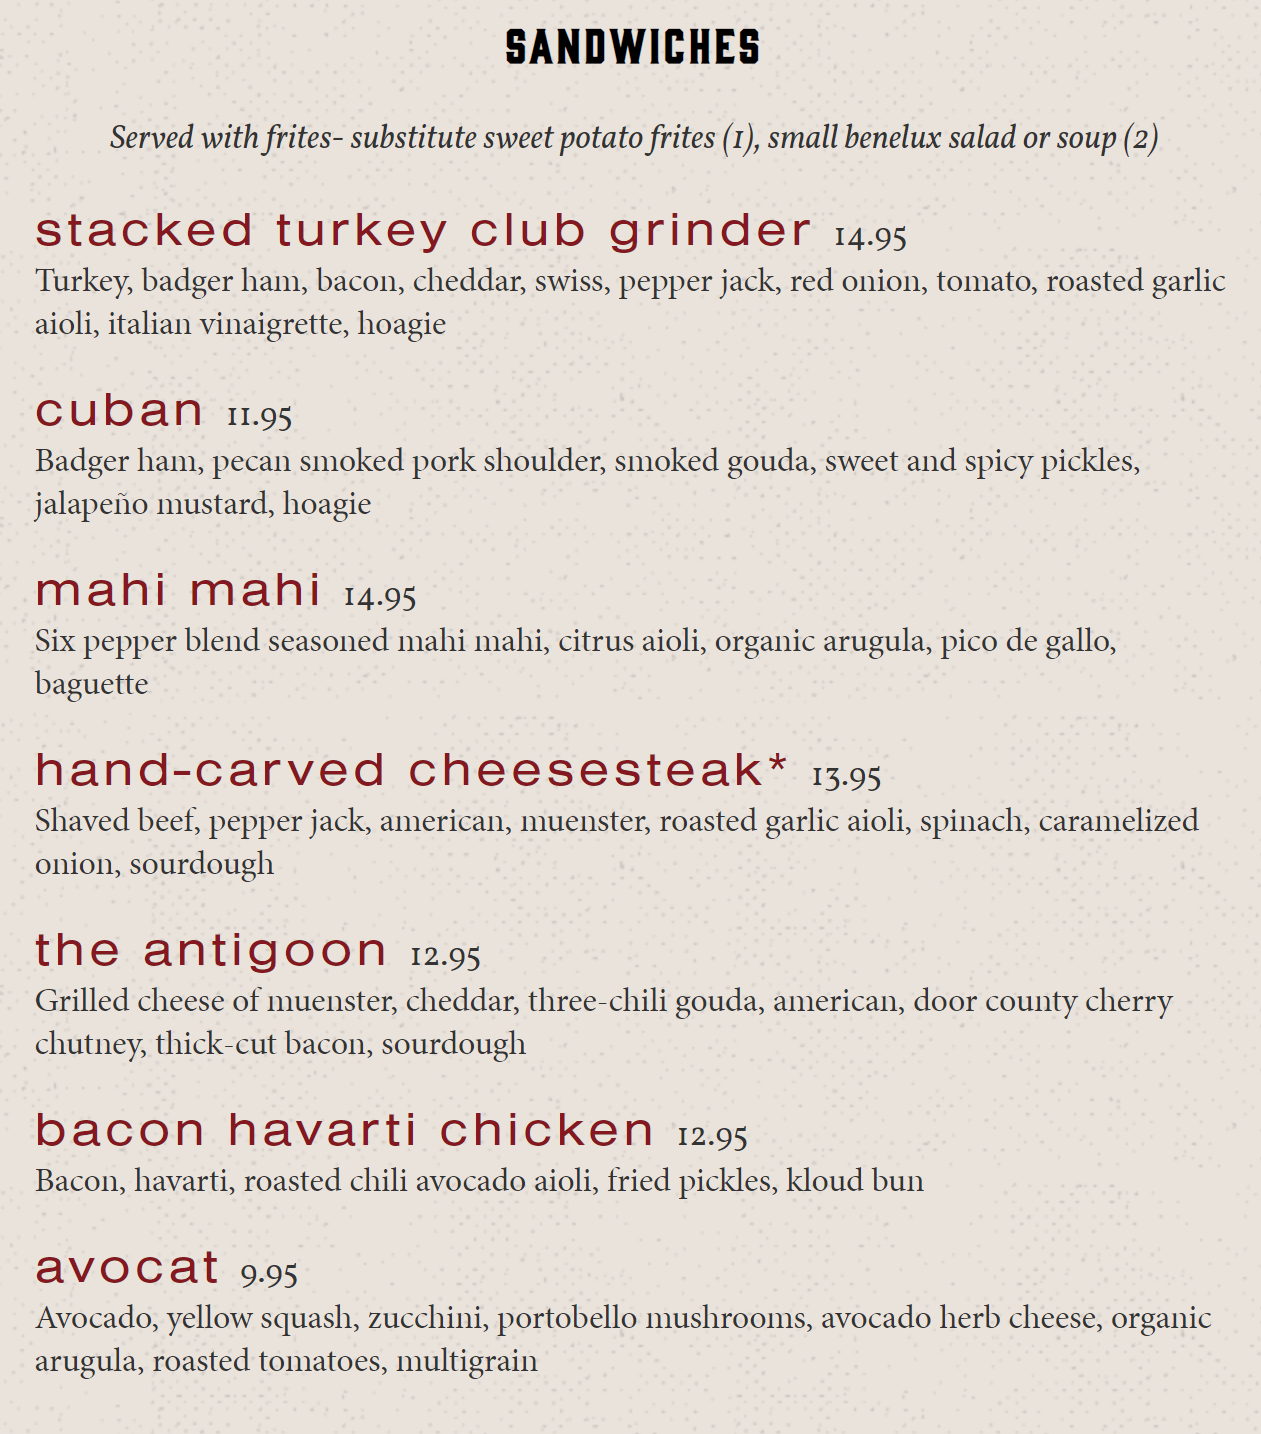 SANDWICHES
Served with frites- substitute sweet potato frites (1), small benelux salad or soup (2)
stacked turkey club grinder 14.95
Turkey, badger ham, bacon, cheddar, swiss, pepper jack, red onion, tomato, roasted garlic
aioli, italian vinaigrette, hoagie
cuban 11.95
Badger ham, pecan smoked pork shoulder, smoked gouda, sweet and spicy pickles,
jalapeño mustard, hoagie
mahi mahi 14.95
Six pepper blend seasoned mahi mahi, citrus aioli, organic arugula, pico de gallo,
baguette
hand-carved cheesesteak* 13.95
Shaved beef, pepper jack, american, muenster, roasted garlic aioli, spinach, caramelized
onion, sourdough
the antigoon 12.95
Grilled cheese of muenster, cheddar, three-chili gouda, american, door county cherry
chutney, thick-cut bacon, sourdough
bacon havarti chicken 12.95
Bacon, havarti, roasted chili avocado aioli, fried pickles, kloud bun
avocat 9.95
Avocado, yellow squash, zucchini, portobello mushrooms, avocado herb cheese, organic
arugula, roasted tomatoes, multigrain